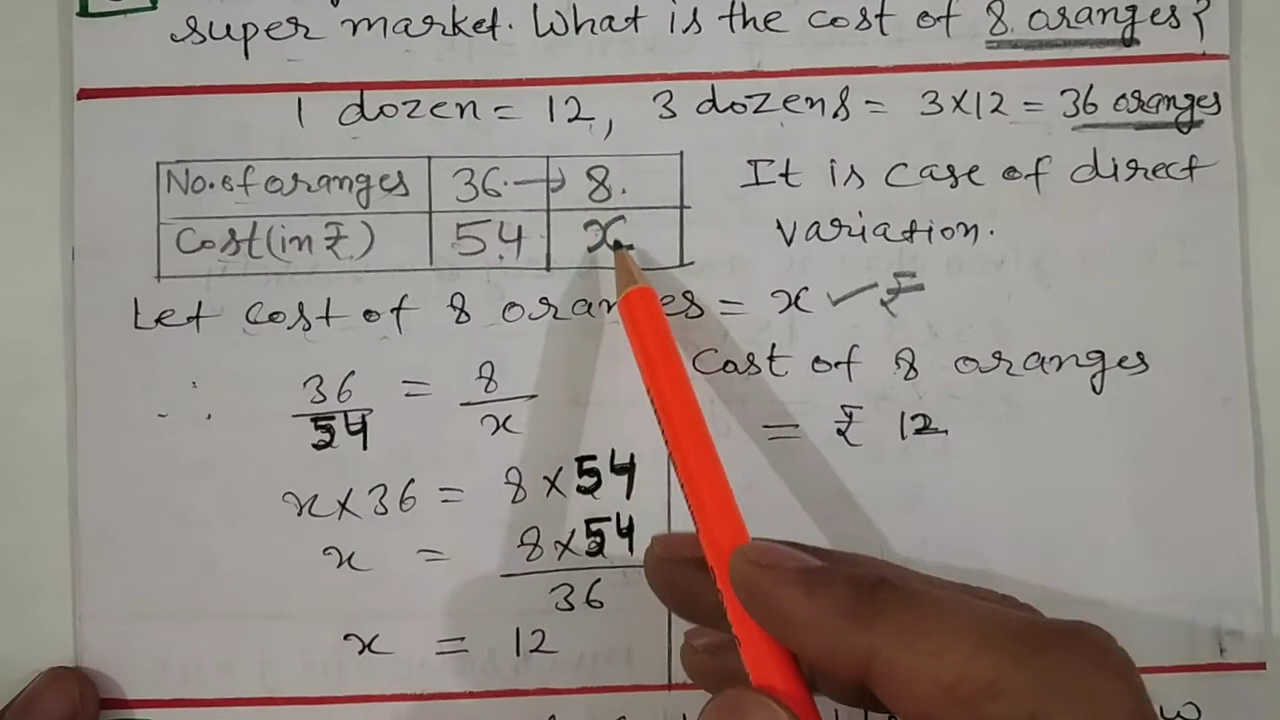 super market. What is the cost of 8 oranges?
1 dozen = 12, 3 dozens = 3×12 = 36 oranges
No. of oranges 36 → 8.
Cost (in ₹) 54 x
It is case of direct
variation.
Let cost of 8 oranges = x ✓ ₹
∴ 36/54 = 8/x
x×36 = 8×54
x = 8×54/36
x = 12
Cost of 8 oranges
= ₹ 12